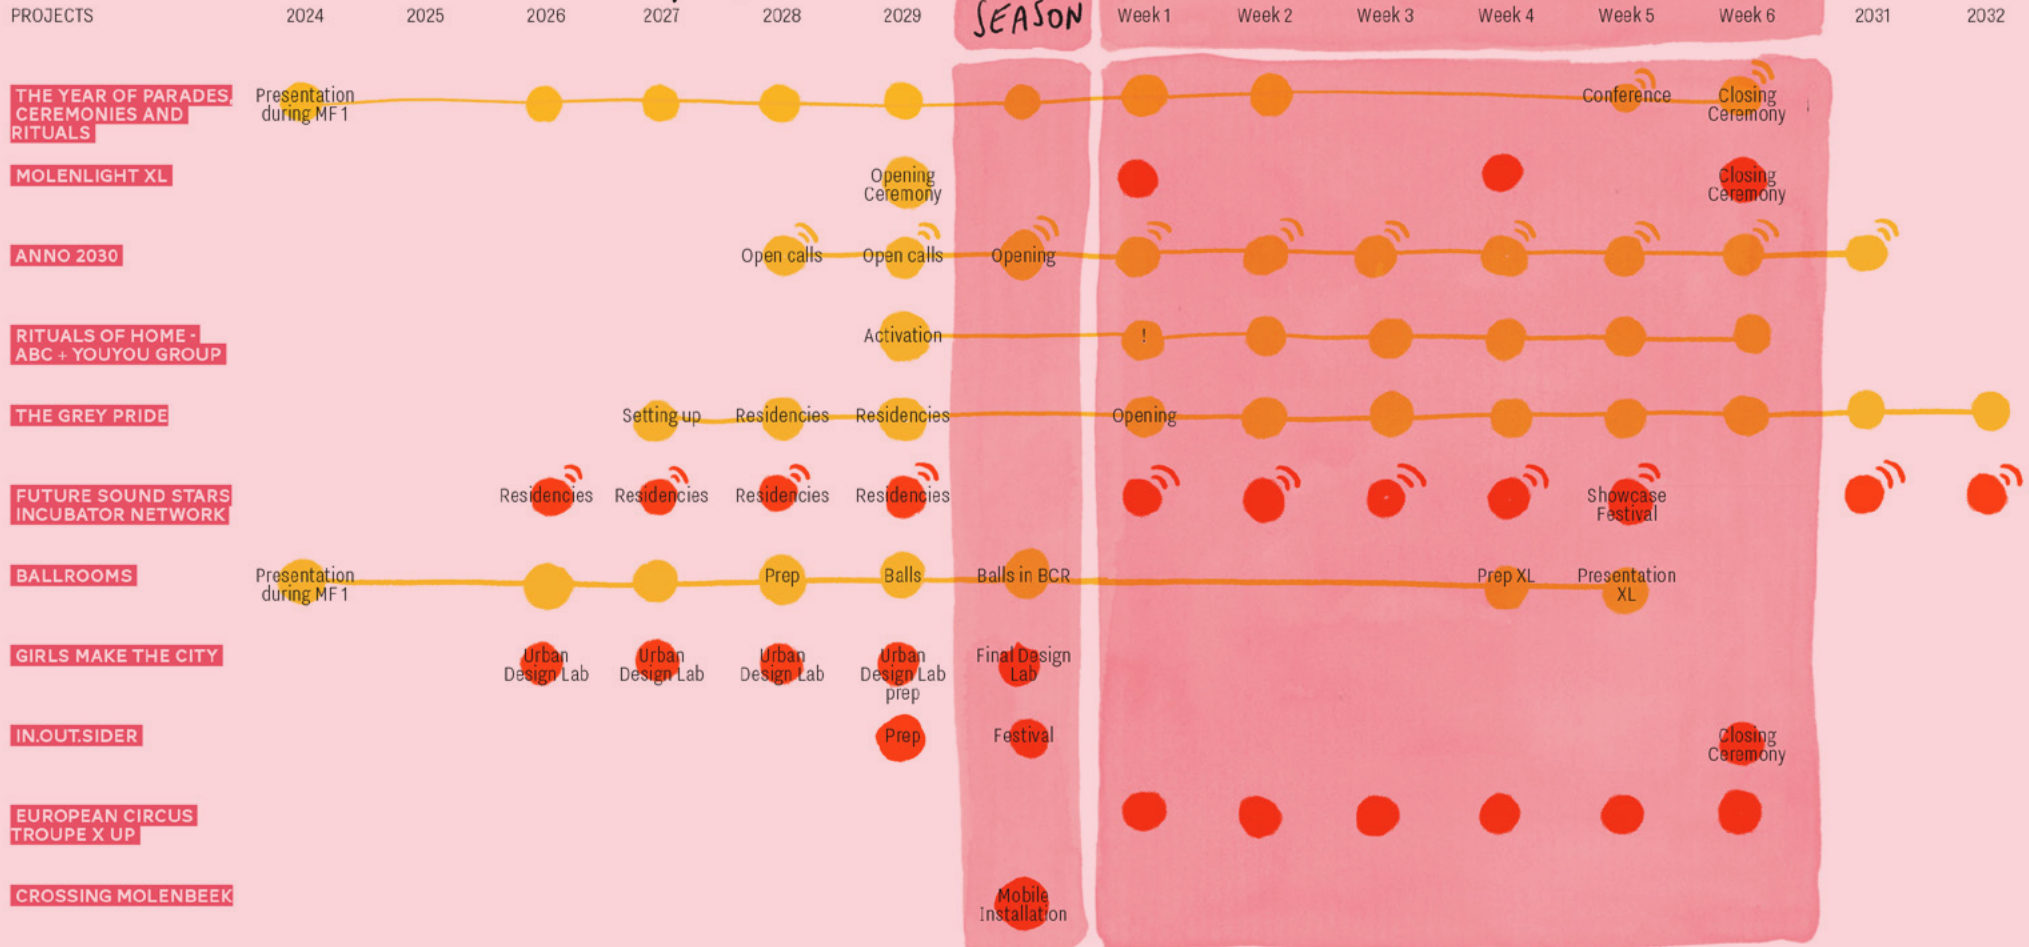 PROJECTS 2024 2025 2026 2027 2028 2029 SEASON Week 1 Week 2 Week 3 Week 4 Week 5 Week 6 2031 2032
THE YEAR OF PARADES,
CEREMONIES AND
RITUALS
Presentation
during MF1
Conference
Closing
Ceremony
MOLENLIGHT XL
Opening
Ceremony
Closing
Ceremony
ANNO 2030
Open calls
Open calls
Opening
RITUALS OF HOME -
ABC + YOUYOU GROUP
Activation
!
THE GREY PRIDE
Setting up
Residencies
Residencies
Opening
FUTURE SOUND STARS
INCUBATOR NETWORK
Residencies
Residencies
Residencies
Residencies
Showcase
Festival
BALLROOMS
Presentation
during MF1
Prep
Balls
Balls in BCR
Prep XL
Presentation
XL
GIRLS MAKE THE CITY
Urban
Design Lab
Urban
Design Lab
Urban
Design Lab
Urban
Design Lab
prep
Final Design
Lab
IN.OUT.SIDER
Prep
Festival
Closing
Ceremony
EUROPEAN CIRCUS
TROUPE X UP
CROSSING MOLENBEEK
Mobile
Installation